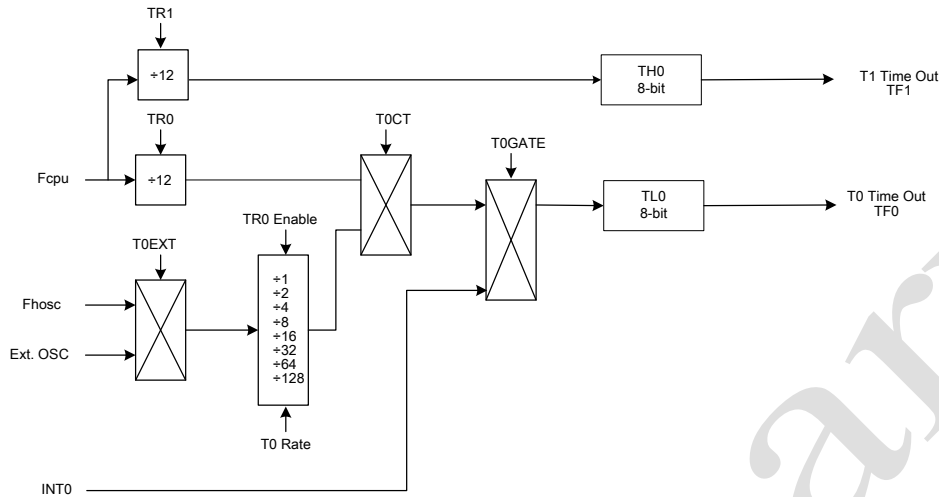 TR1
÷12
TH0
8-bit
T1 Time Out
TF1
TR0
T0CT
T0GATE
Fcpu
÷12
TL0
8-bit
T0 Time Out
TF0
TR0 Enable
T0EXT
÷1
÷2
÷4
÷8
÷16
÷32
÷64
÷128
Fhosc
Ext. OSC
T0 Rate
INT0